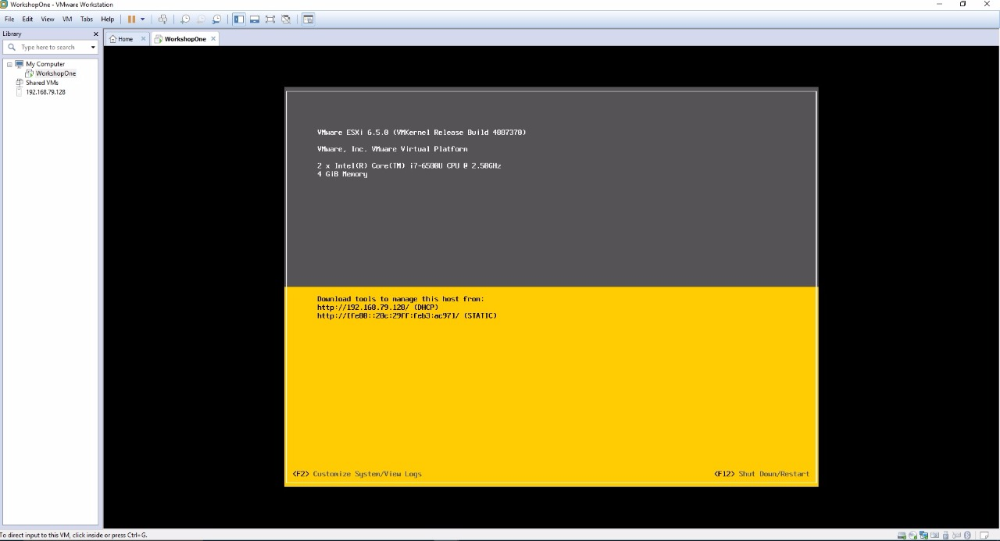 WorkshopOne - VMware Workstation
File Edit View VM Tabs Help
Library
Type here to search
My Computer
WorkshopOne
Shared VMs
192.168.79.128
Home
WorkshopOne
VMware ESXi 6.5.0 (VMKernel Release Build 4887370)
VMware, Inc. VMware Virtual Platform
2 x Intel(R) Core(TM) i7-6500U CPU @ 2.50GHz
4 GiB Memory
Download tools to manage this host from:
http://192.168.79.128/ (DHCP)
http://[fe80::20c:29ff:feb3:ac97]/ (STATIC)
<F2> Customize System/View Logs
<F12> Shut Down/Restart
To direct input to this VM, click inside or press Ctrl+G.